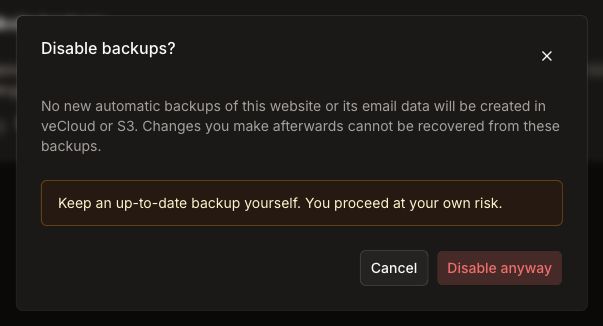 Disable backups?
No new automatic backups of this website or its email data will be created in
veCloud or S3. Changes you make afterwards cannot be recovered from these
backups.
Keep an up-to-date backup yourself. You proceed at your own risk.
Cancel
Disable anyway